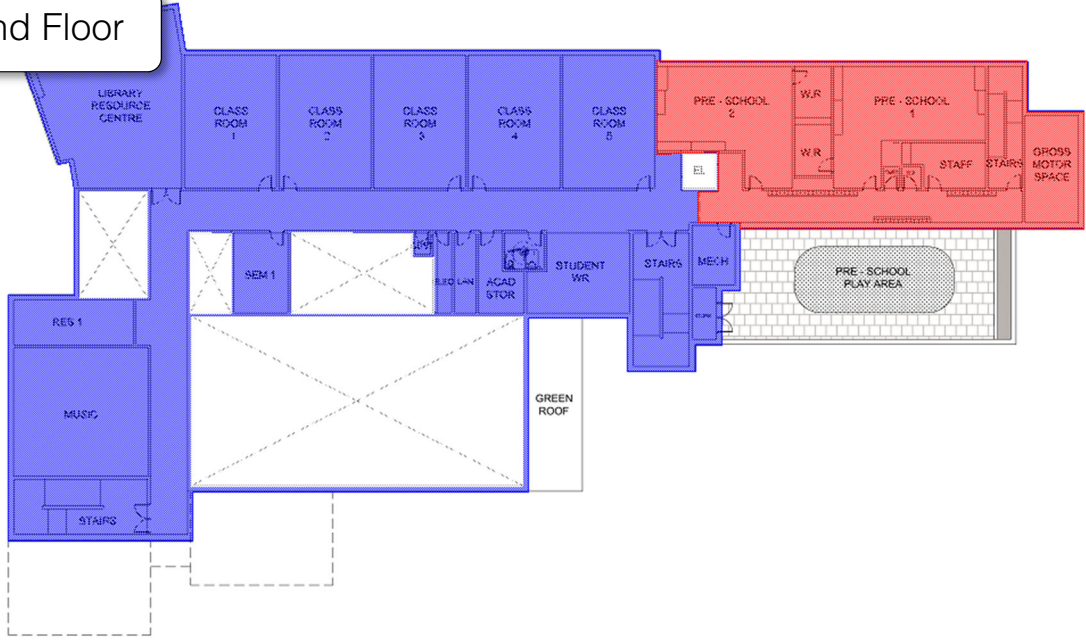 nd Floor
LIBRARY
RESOURCE
CENTRE
CLASS
ROOM
1
CLASS
ROOM
2
CLASS
ROOM
3
CLASS
ROOM
4
CLASS
ROOM
5
PRE - SCHOOL
2
W.R
W.R
PRE - SCHOOL
1
STAFF
STAIRS
GROSS
MOTOR
SPACE
SEM 1
ELEC
LAN
ACAD
STOR
STUDENT
WR
STAIRS
MECH
PRE - SCHOOL
PLAY AREA
RES 1
MUSIC
STAIRS
GREEN
ROOF